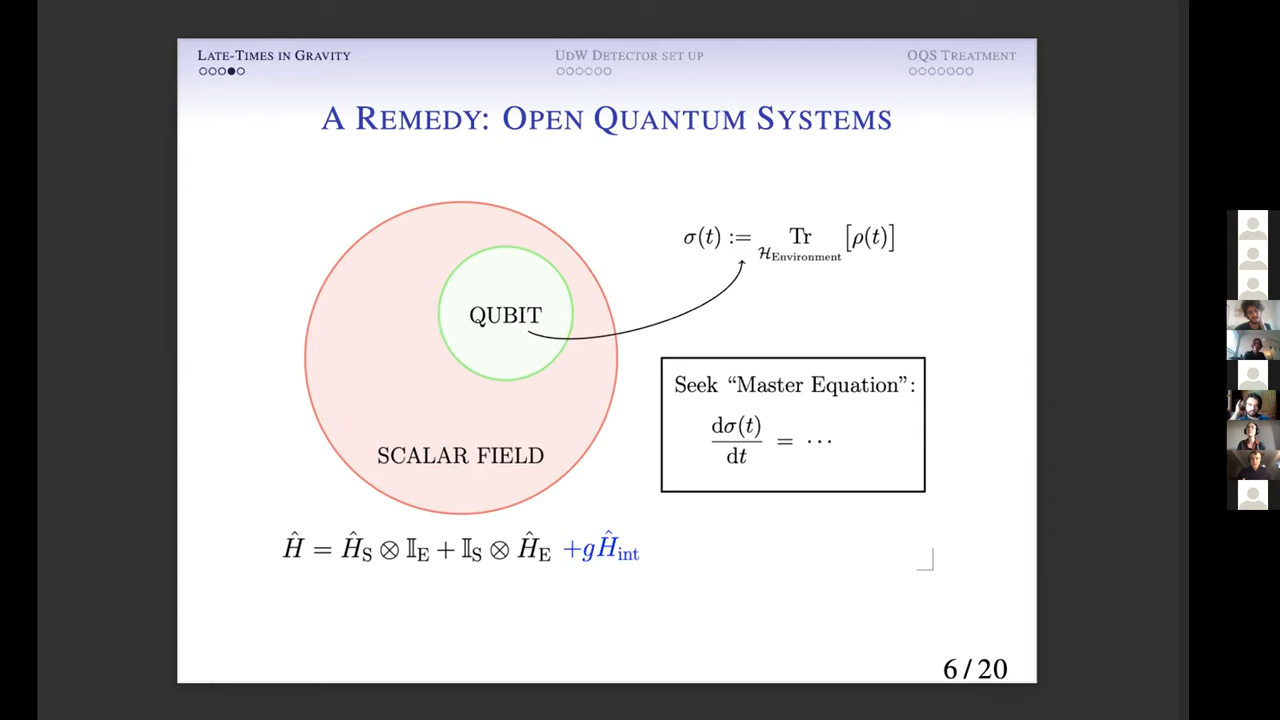 LATE-TIMES IN GRAVITY
UDW DETECTOR SET UP
OQS TREATMENT
A REMEDY: OPEN QUANTUM SYSTEMS
σ(t) := Tr [ρ(t)]
ℋ_Environment
QUBIT
Seek “Master Equation”:
dσ(t)/dt = ···
SCALAR FIELD
Ĥ = Ĥ_S ⊗ 𝕀_E + 𝕀_S ⊗ Ĥ_E +gĤ_int
6 / 20